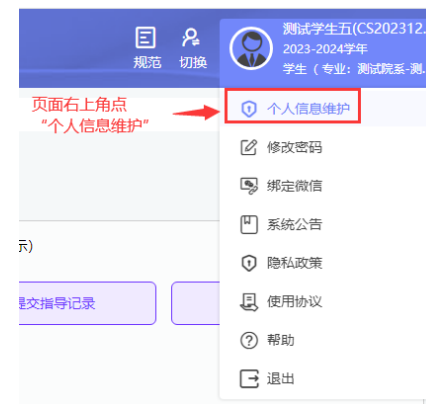 规范
切换
测试学生五(CS202312.
2023-2024学年
学生（专业：测试院系-测.
页面右上角点
“个人信息维护”
个人信息维护
修改密码
绑定微信
系统公告
示)
隐私政策
提交指导记录
使用协议
帮助
退出